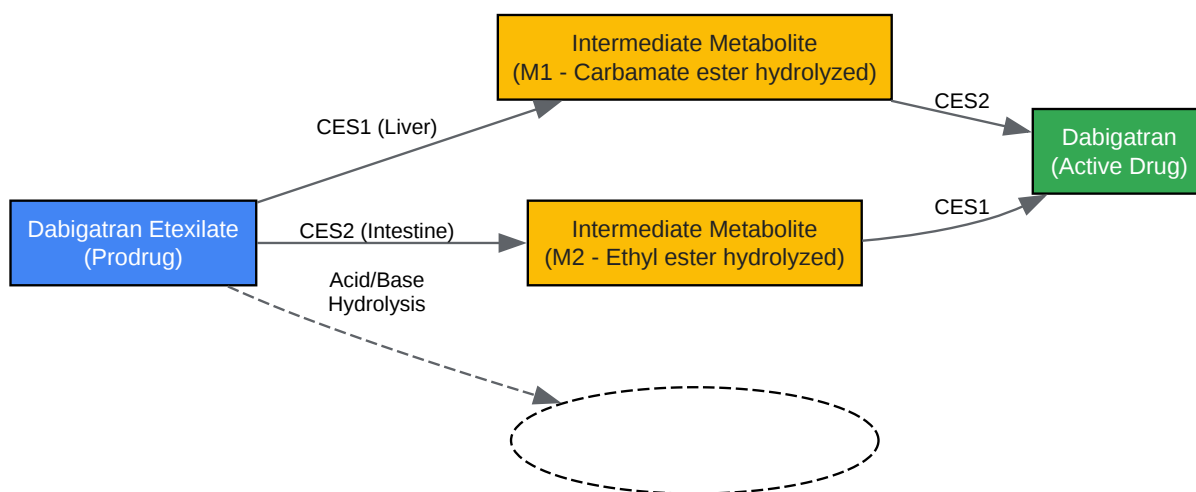 Intermediate Metabolite
(M1 - Carbamate ester hydrolyzed)
CES1 (Liver)
CES2
Dabigatran
(Active Drug)
Dabigatran Etexilate
(Prodrug)
CES2 (Intestine)
Intermediate Metabolite
(M2 - Ethyl ester hydrolyzed)
CES1
Acid/Base
Hydrolysis